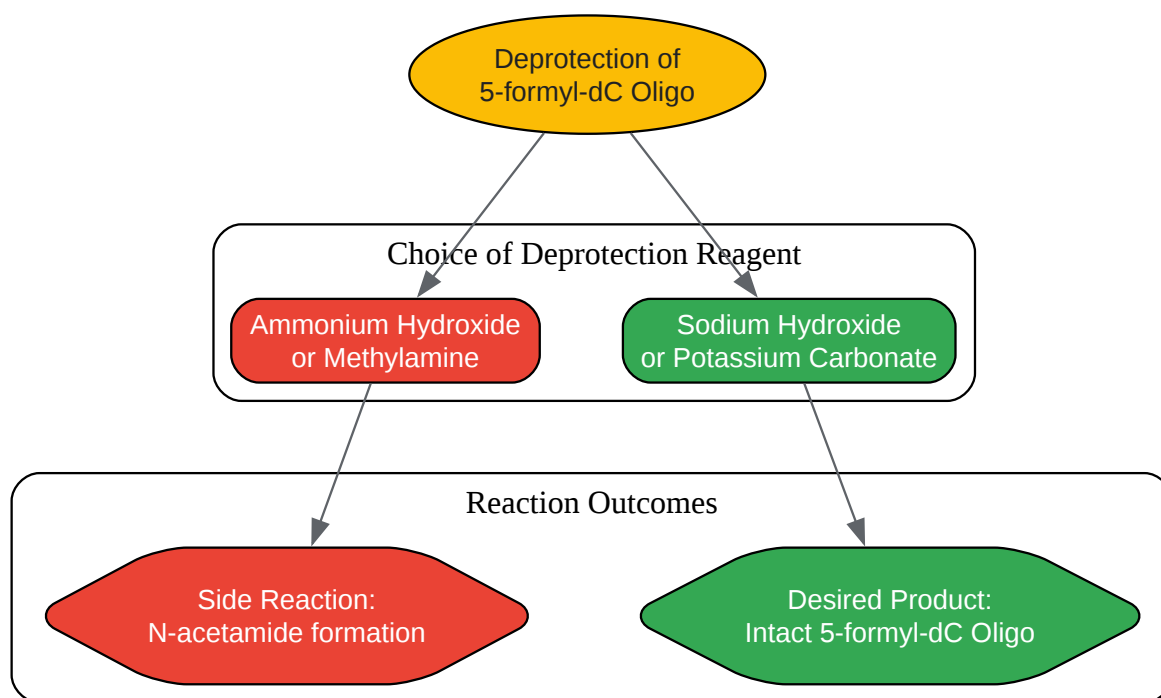 Deprotection of
5-formyl-dC Oligo
Choice of Deprotection Reagent
Ammonium Hydroxide
or Methylamine
Sodium Hydroxide
or Potassium Carbonate
Reaction Outcomes
Side Reaction:
N-acetamide formation
Desired Product:
Intact 5-formyl-dC Oligo